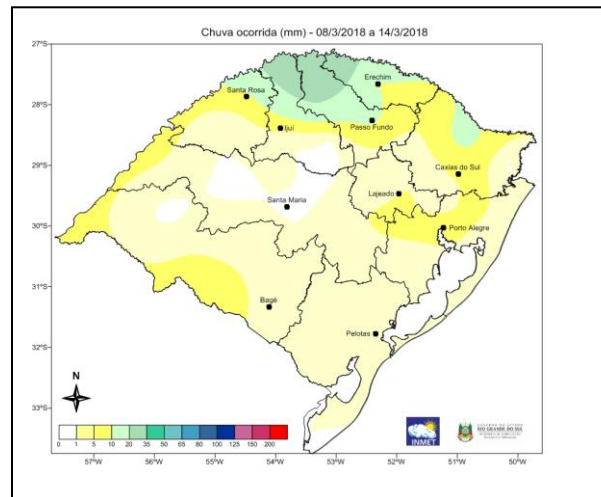 Chuva ocorrida (mm) - 08/3/2018 a 14/3/2018
27°S
28°S
29°S
30°S
31°S
32°S
33°S
Erechim
Santa Rosa
Passo Fundo
Ijuí
Caxias do Sul
Lajeado
Santa Maria
Porto Alegre
Bagé
Pelotas
N
0 1 5 10 20 35 50 65 80 100 125 150 200
INMET
RIO GRANDE DO SUL
57°W 56°W 55°W 54°W 53°W 52°W 51°W 50°W